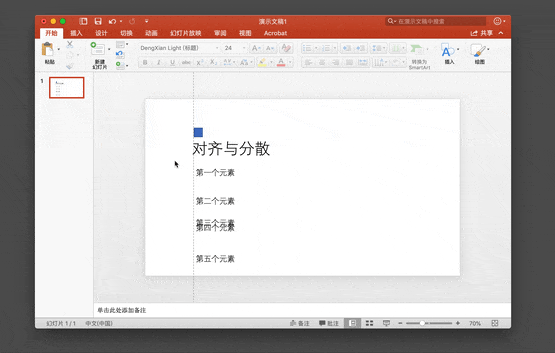 演示文稿1
在演示文稿中搜索
开始 插入 设计 切换 动画 幻灯片放映 审阅 视图 Acrobat 共享
粘贴
新建
幻灯片
DengXian Light (标题) 24
B I U abc X² X₂ AV Aa A
转换为
SmartArt
插入
绘图
1
对齐与分散
第一个元素
第二个元素
第三个元素
第四个元素
第五个元素
单击此处添加备注
幻灯片 1 / 1 中文(中国) 备注 批注 70%